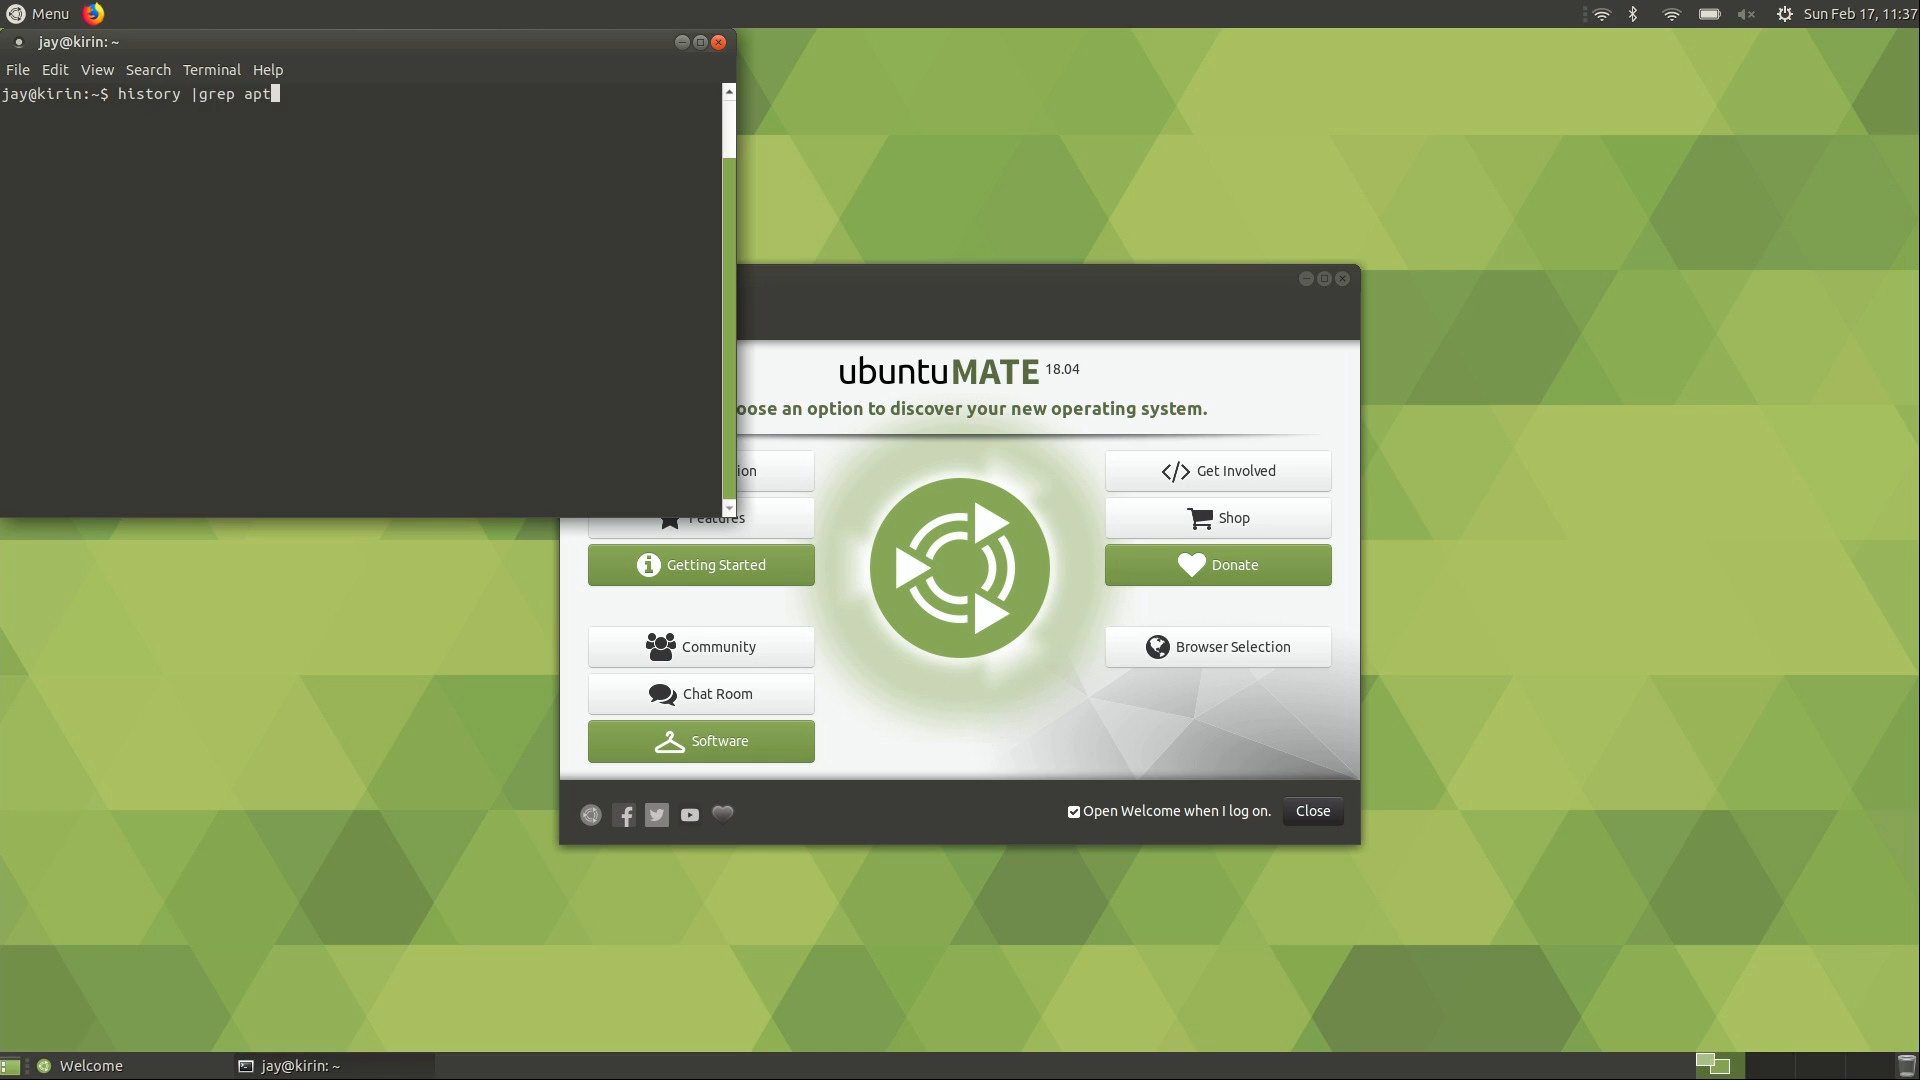 Menu
Sun Feb 17, 11:37
jay@kirin: ~
File Edit View Search Terminal Help
jay@kirin:~$ history |grep apt
ubuntuMATE 18.04
oose an option to discover your new operating system.
ion
Features
Getting Started
Community
Chat Room
Software
Get Involved
Shop
Donate
Browser Selection
Open Welcome when I log on.
Close
Welcome
jay@kirin: ~